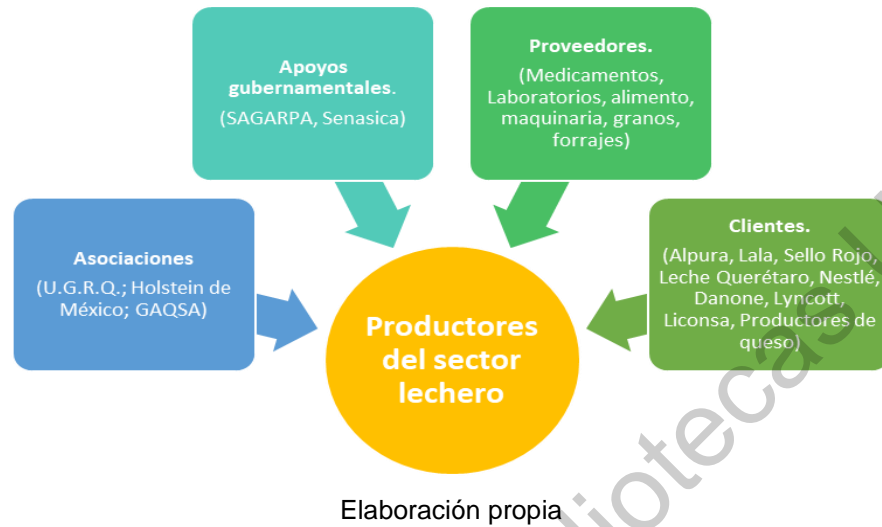 Apoyos
gubernamentales.
(SAGARPA, Senasica)
Proveedores.
(Medicamentos,
Laboratorios, alimento,
maquinaria, granos,
forrajes)
Asociaciones
(U.G.R.Q.; Holstein de
México; GAQSA)
Clientes.
(Alpura, Lala, Sello Rojo,
Leche Querétaro, Nestlé,
Danone, Lyncott,
Liconsa, Productores de
queso)
Productores
del sector
lechero
Elaboración propia